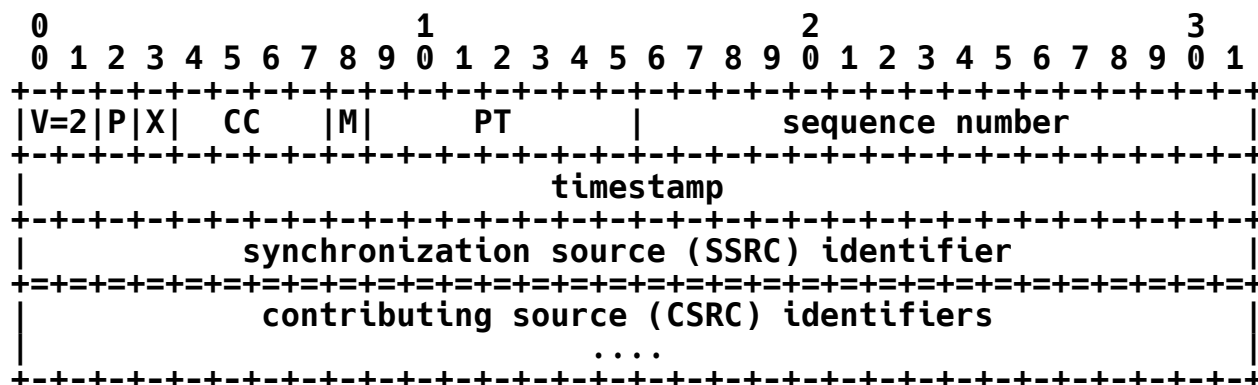 0                   1                   2                   3
 0 1 2 3 4 5 6 7 8 9 0 1 2 3 4 5 6 7 8 9 0 1 2 3 4 5 6 7 8 9 0 1
+-+-+-+-+-+-+-+-+-+-+-+-+-+-+-+-+-+-+-+-+-+-+-+-+-+-+-+-+-+-+-+-+
|V=2|P|X|  CC   |M|     PT      |       sequence number         |
+-+-+-+-+-+-+-+-+-+-+-+-+-+-+-+-+-+-+-+-+-+-+-+-+-+-+-+-+-+-+-+-+
|                           timestamp                           |
+-+-+-+-+-+-+-+-+-+-+-+-+-+-+-+-+-+-+-+-+-+-+-+-+-+-+-+-+-+-+-+-+
|           synchronization source (SSRC) identifier            |
+=+=+=+=+=+=+=+=+=+=+=+=+=+=+=+=+=+=+=+=+=+=+=+=+=+=+=+=+=+=+=+=+
|            contributing source (CSRC) identifiers             |
|                             ....                              |
+-+-+-+-+-+-+-+-+-+-+-+-+-+-+-+-+-+-+-+-+-+-+-+-+-+-+-+-+-+-+-+-+